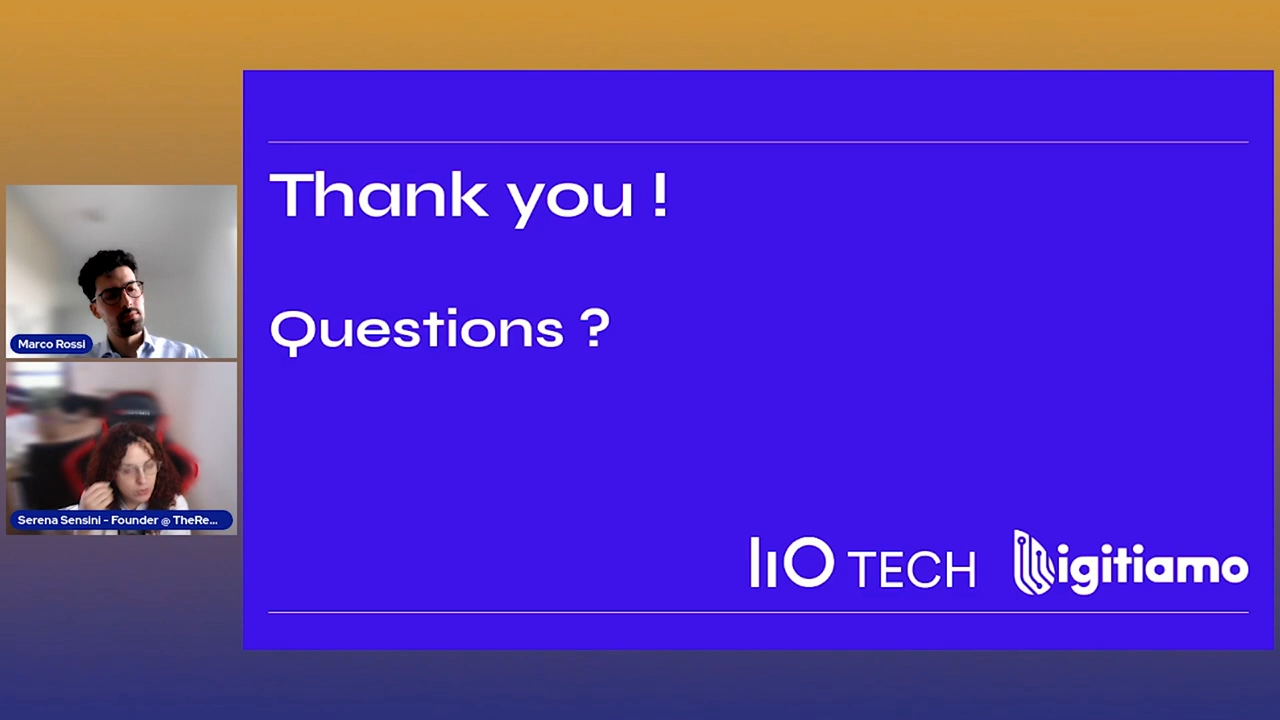 Thank you !
Questions ?
Marco Rossi
Serena Sensini - Founder @ TheRe...
IIO TECH
Digitiamo